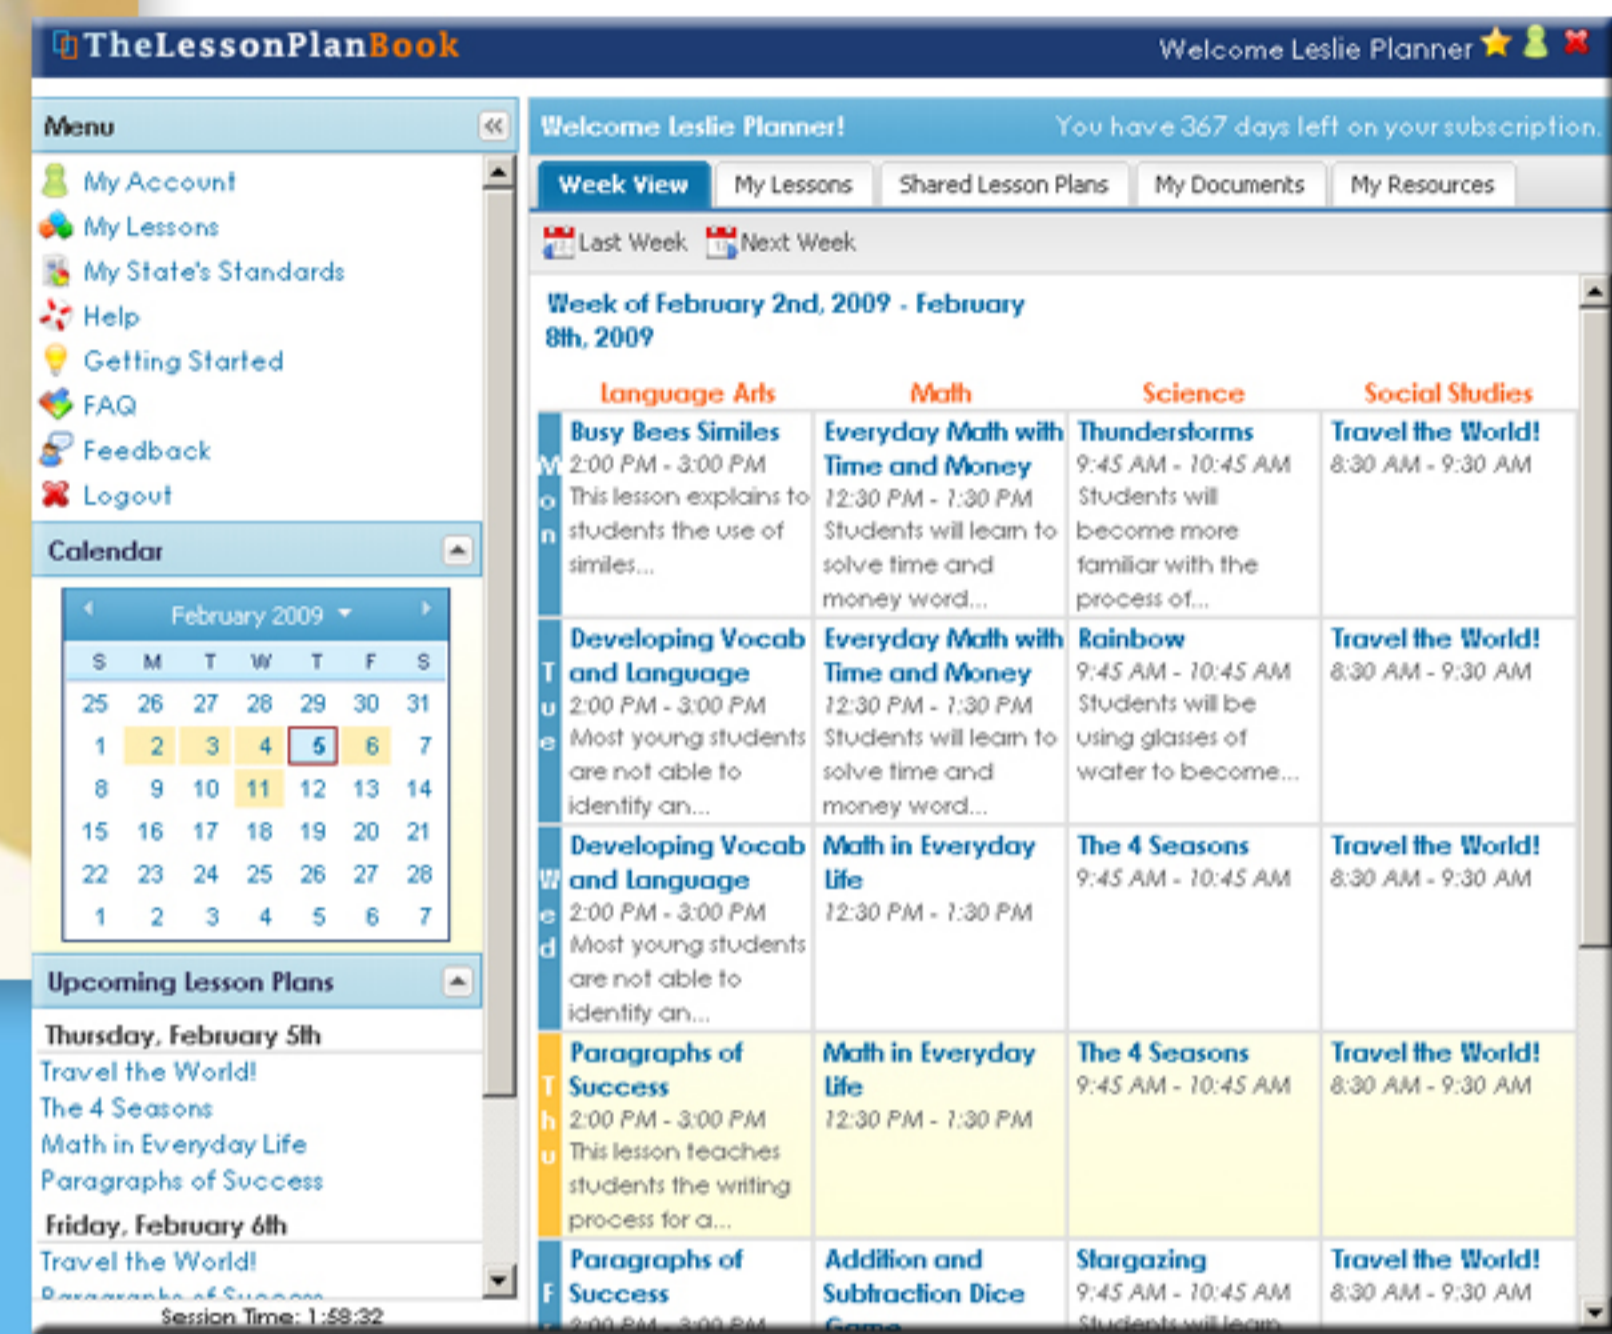 TheLessonPlanBook
Welcome Leslie Planner
Menu
My Account
My Lessons
My State's Standards
Help
Getting Started
FAQ
Feedback
Logout
Calendar
February 2009
S M T W T F S
25 26 27 28 29 30 31
1 2 3 4 5 6 7
8 9 10 11 12 13 14
15 16 17 18 19 20 21
22 23 24 25 26 27 28
1 2 3 4 5 6 7
Upcoming Lesson Plans
Thursday, February 5th
Travel the World!
The 4 Seasons
Math in Everyday Life
Paragraphs of Success
Friday, February 6th
Travel the World!
Paragraphs of Success
Session Time: 1:58:32
Welcome Leslie Planner!
You have 367 days left on your subscription.
Week View
My Lessons
Shared Lesson Plans
My Documents
My Resources
Last Week
Next Week
Week of February 2nd, 2009 - February
8th, 2009
Language Arts
Math
Science
Social Studies
Mon
Busy Bees Similes
2:00 PM - 3:00 PM
This lesson explains to
students the use of
similes...
Everyday Math with
Time and Money
12:30 PM - 1:30 PM
Students will learn to
solve time and
money word...
Thunderstorms
9:45 AM - 10:45 AM
Students will
become more
familiar with the
process of...
Travel the World!
8:30 AM - 9:30 AM
Tue
Developing Vocab
and Language
2:00 PM - 3:00 PM
Most young students
are not able to
identify an...
Everyday Math with
Time and Money
12:30 PM - 1:30 PM
Students will learn to
solve time and
money word...
Rainbow
9:45 AM - 10:45 AM
Students will be
using glasses of
water to become...
Travel the World!
8:30 AM - 9:30 AM
Wed
Developing Vocab
and Language
2:00 PM - 3:00 PM
Most young students
are not able to
identify an...
Math in Everyday
Life
12:30 PM - 1:30 PM
The 4 Seasons
9:45 AM - 10:45 AM
Travel the World!
8:30 AM - 9:30 AM
Thu
Paragraphs of
Success
2:00 PM - 3:00 PM
This lesson teaches
students the writing
process for a...
Math in Everyday
Life
12:30 PM - 1:30 PM
The 4 Seasons
9:45 AM - 10:45 AM
Travel the World!
8:30 AM - 9:30 AM
F
Paragraphs of
Success
2:00 PM - 3:00 PM
Addition and
Subtraction Dice
Game
Stargazing
9:45 AM - 10:45 AM
Students will learn
Travel the World!
8:30 AM - 9:30 AM